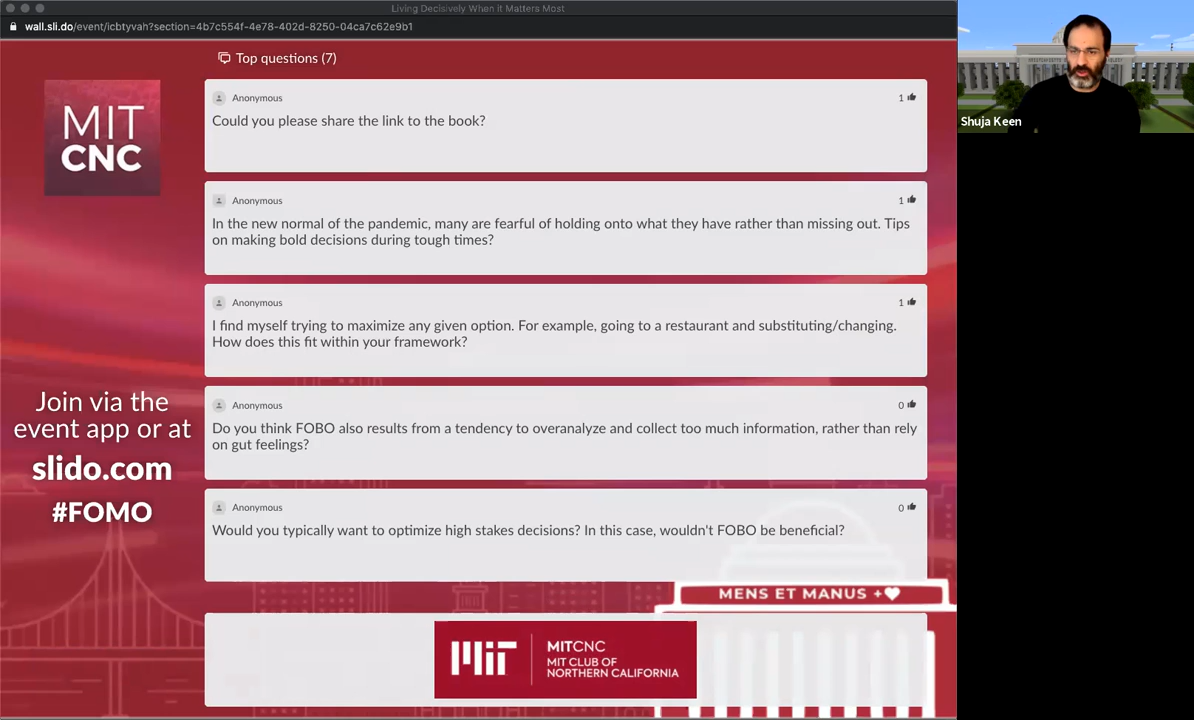 Living Decisively When it Matters Most
wall.sli.do/event/icbtyvah?section=4b7c554f-4e78-402d-8250-04ca7c62e9b1
Top questions (7)
MIT
CNC
Anonymous
1
Could you please share the link to the book?
Anonymous
1
In the new normal of the pandemic, many are fearful of holding onto what they have rather than missing out. Tips
on making bold decisions during tough times?
Anonymous
1
I find myself trying to maximize any given option. For example, going to a restaurant and substituting/changing.
How does this fit within your framework?
Anonymous
0
Do you think FOBO also results from a tendency to overanalyze and collect too much information, rather than rely
on gut feelings?
Anonymous
0
Would you typically want to optimize high stakes decisions? In this case, wouldn't FOBO be beneficial?
Join via the
event app or at
slido.com
#FOMO
MENS ET MANUS +
MIT
MITCNC
MIT CLUB OF
NORTHERN CALIFORNIA
Shuja Keen